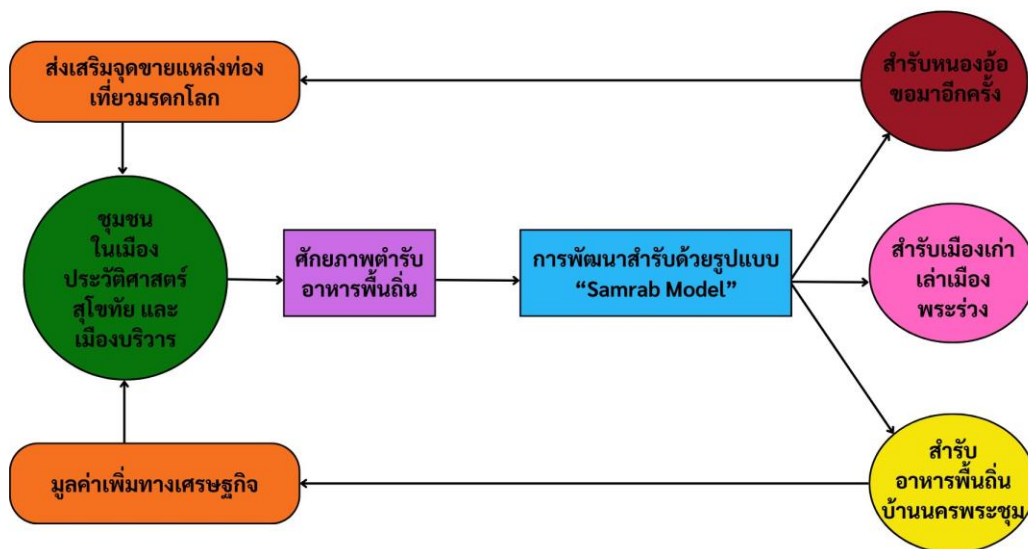 ส่งเสริมจุดขายแหล่งท่อง
เที่ยวมรดกโลก
สำรับหนองอ้อ
ขอมาอีกครั้ง
ชุมชน
ในเมือง
ประวัติศาสตร์
สุโขทัย และ
เมืองบริวาร
ศักยภาพตำรับ
อาหารพื้นถิ่น
การพัฒนาสำรับด้วยรูปแบบ
“Samrab Model”
สำรับเมืองเก่า
เล่าเมือง
พระร่วง
มูลค่าเพิ่มทางเศรษฐกิจ
สำรับ
อาหารพื้นถิ่น
บ้านนครพระชุม